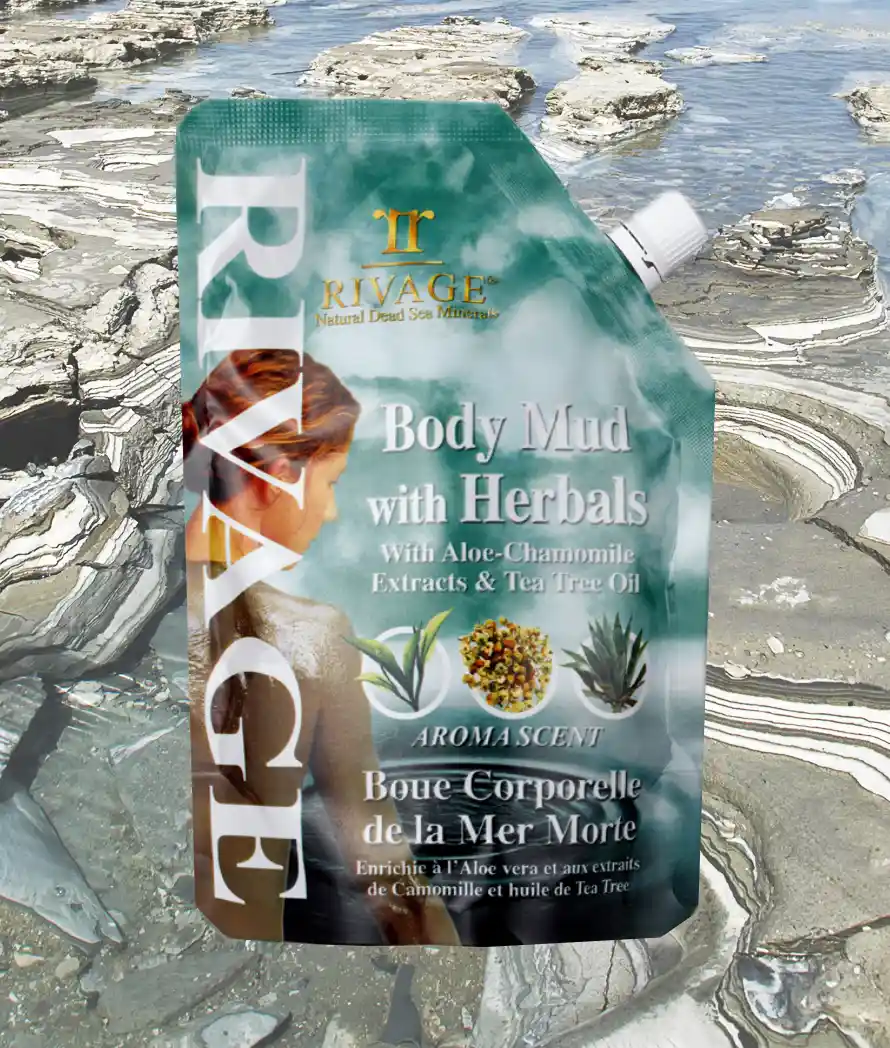 RIVAGE
RIVAGE
Natural Dead Sea Minerals
Body Mud
with Herbals
With Aloe-Chamomile
Extracts & Tea Tree Oil
AROMA SCENT
Boue Corporelle
de la Mer Morte
Enrichie à l'Aloe vera et aux extraits
de Camomille et huile de Tea Tree